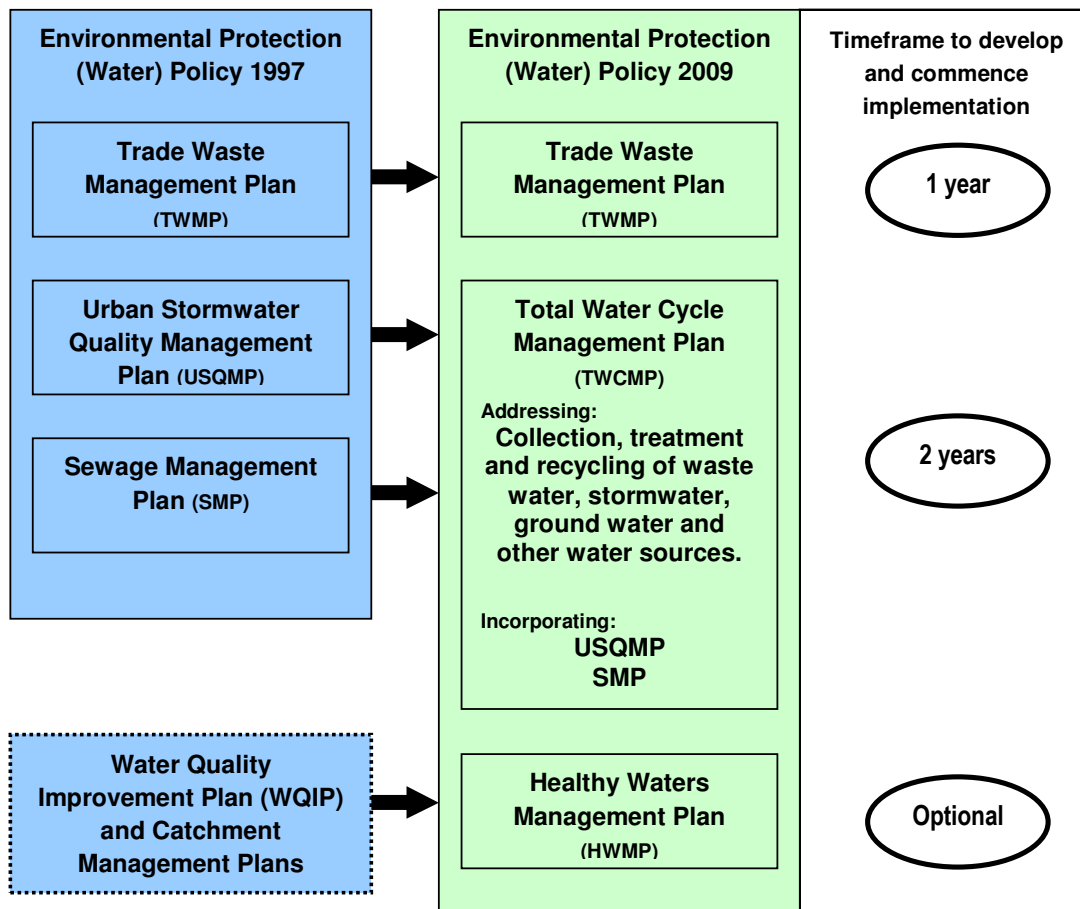 Environmental Protection
(Water) Policy 1997
Trade Waste
Management Plan
(TWMP)
Urban Stormwater
Quality Management
Plan (USQMP)
Sewage Management
Plan (SMP)
Water Quality
Improvement Plan (WQIP)
and Catchment
Management Plans
Environmental Protection
(Water) Policy 2009
Trade Waste
Management Plan
(TWMP)
Total Water Cycle
Management Plan
(TWCMP)
Addressing:
Collection, treatment
and recycling of waste
water, stormwater,
ground water and
other water sources.
Incorporating:
USQMP
SMP
Healthy Waters
Management Plan
(HWMP)
Timeframe to develop
and commence
implementation
1 year
2 years
Optional